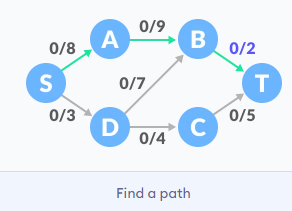 0/9
A B
0/8 0/2
S 0/7 T
0/3 0/5
D C
0/4
Find a path